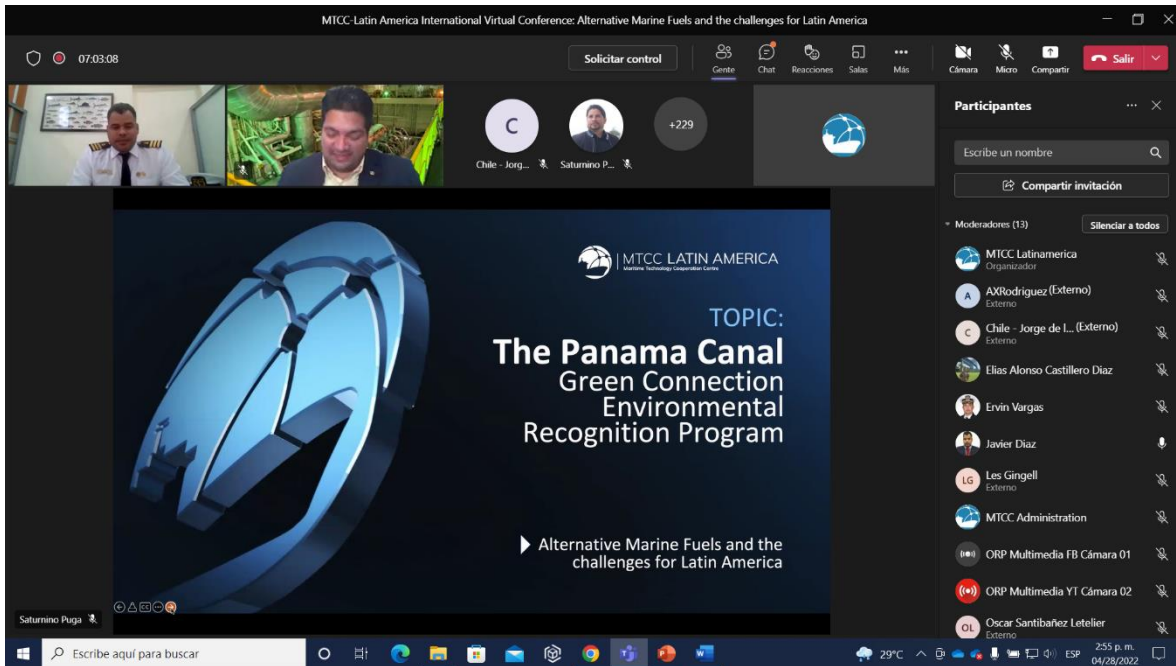 MTCC-Latin America International Virtual Conference: Alternative Marine Fuels and the challenges for Latin America
07:03:08
Solicitar control
Gente
Chat
Reacciones
Salas
Más
Cámara
Micro
Compartir
Salir
C
Chile - Jorg...
Saturnino P...
+229
MTCC LATIN AMERICA
Maritime Technology Cooperation Centre
TOPIC:
The Panama Canal
Green Connection
Environmental
Recognition Program
Alternative Marine Fuels and the
challenges for Latin America
CC
Saturnino Puga
Participantes
Escribe un nombre
Compartir invitación
Moderadores (13)
Silenciar a todos
MTCC Latinamerica
Organizador
A
AXRodriguez (Externo)
Externo
C
Chile - Jorge de l... (Externo)
Externo
Elias Alonso Castillero Diaz
Ervin Vargas
Javier Diaz
LG
Les Gingell
Externo
MTCC Administration
ORP Multimedia FB Cámara 01
ORP Multimedia YT Cámara 02
OL
Oscar Santibañez Letelier
Externo
Escribe aquí para buscar
29°C
ESP
2:55 p. m.
04/28/2022